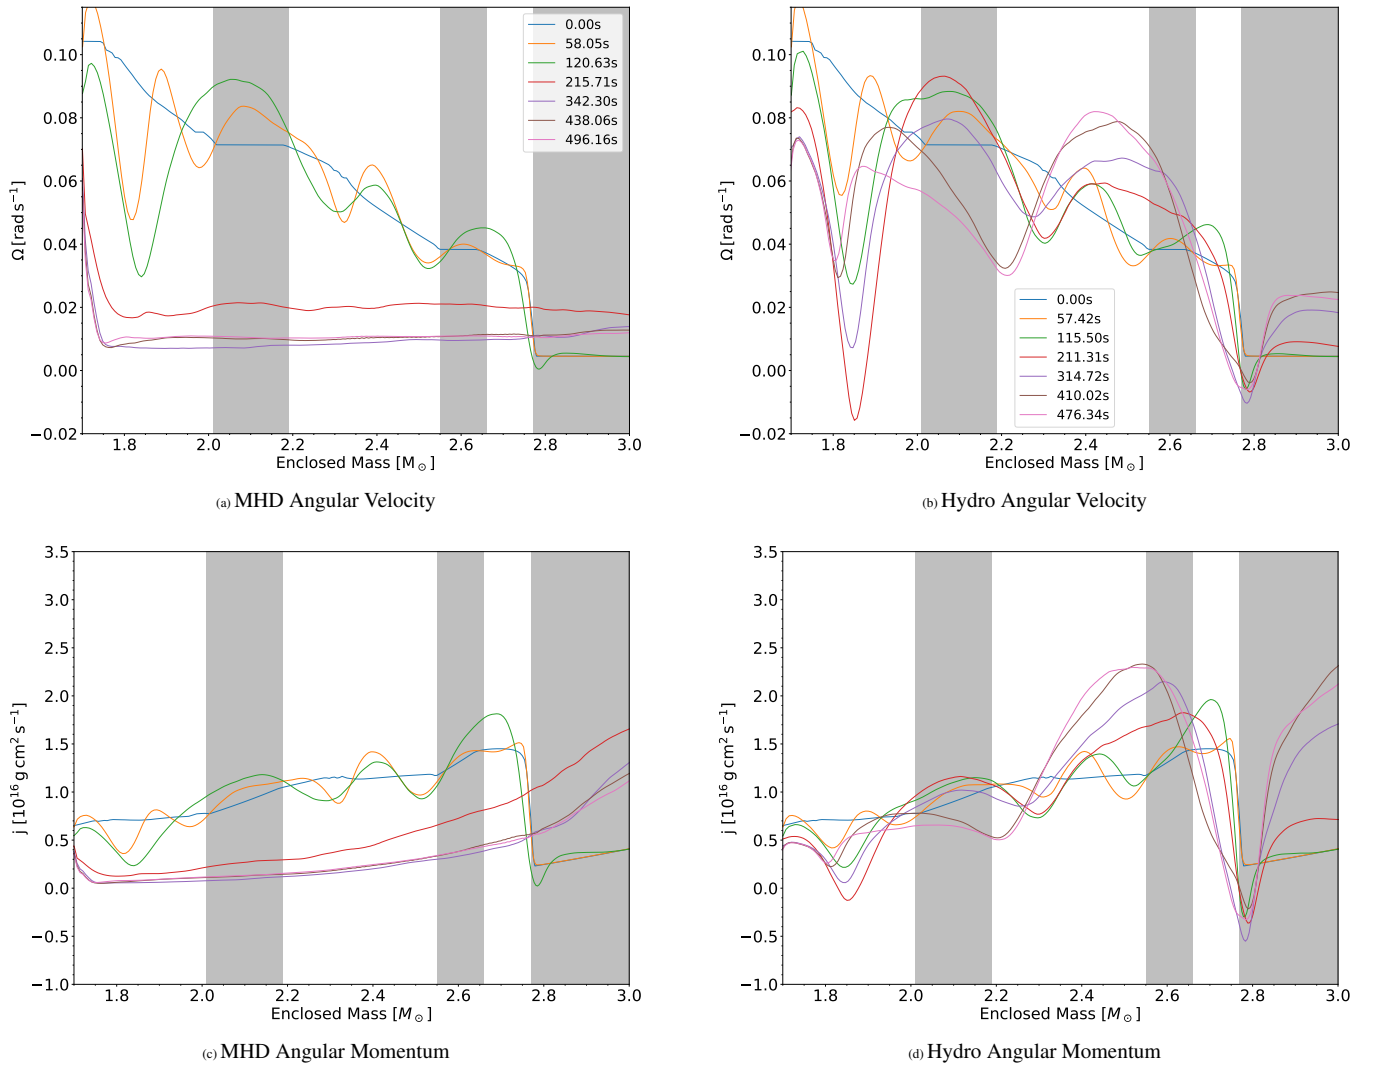 0.10
0.08
0.06
0.04
0.02
0.00
−0.02
Ω [rad s⁻¹]
1.8 2.0 2.2 2.4 2.6 2.8 3.0
Enclosed Mass [M⊙]
0.00s
58.05s
120.63s
215.71s
342.30s
438.06s
496.16s
(a) MHD Angular Velocity
0.10
0.08
0.06
0.04
0.02
0.00
−0.02
Ω [rad s⁻¹]
1.8 2.0 2.2 2.4 2.6 2.8 3.0
Enclosed Mass [M⊙]
0.00s
57.42s
115.50s
211.31s
314.72s
410.02s
476.34s
(b) Hydro Angular Velocity
3.5
3.0
2.5
2.0
1.5
1.0
0.5
0.0
−0.5
−1.0
j [10¹⁶ g cm² s⁻¹]
1.8 2.0 2.2 2.4 2.6 2.8 3.0
Enclosed Mass [M⊙]
(c) MHD Angular Momentum
3.5
3.0
2.5
2.0
1.5
1.0
0.5
0.0
−0.5
−1.0
j [10¹⁶ g cm² s⁻¹]
1.8 2.0 2.2 2.4 2.6 2.8 3.0
Enclosed Mass [M⊙]
(d) Hydro Angular Momentum